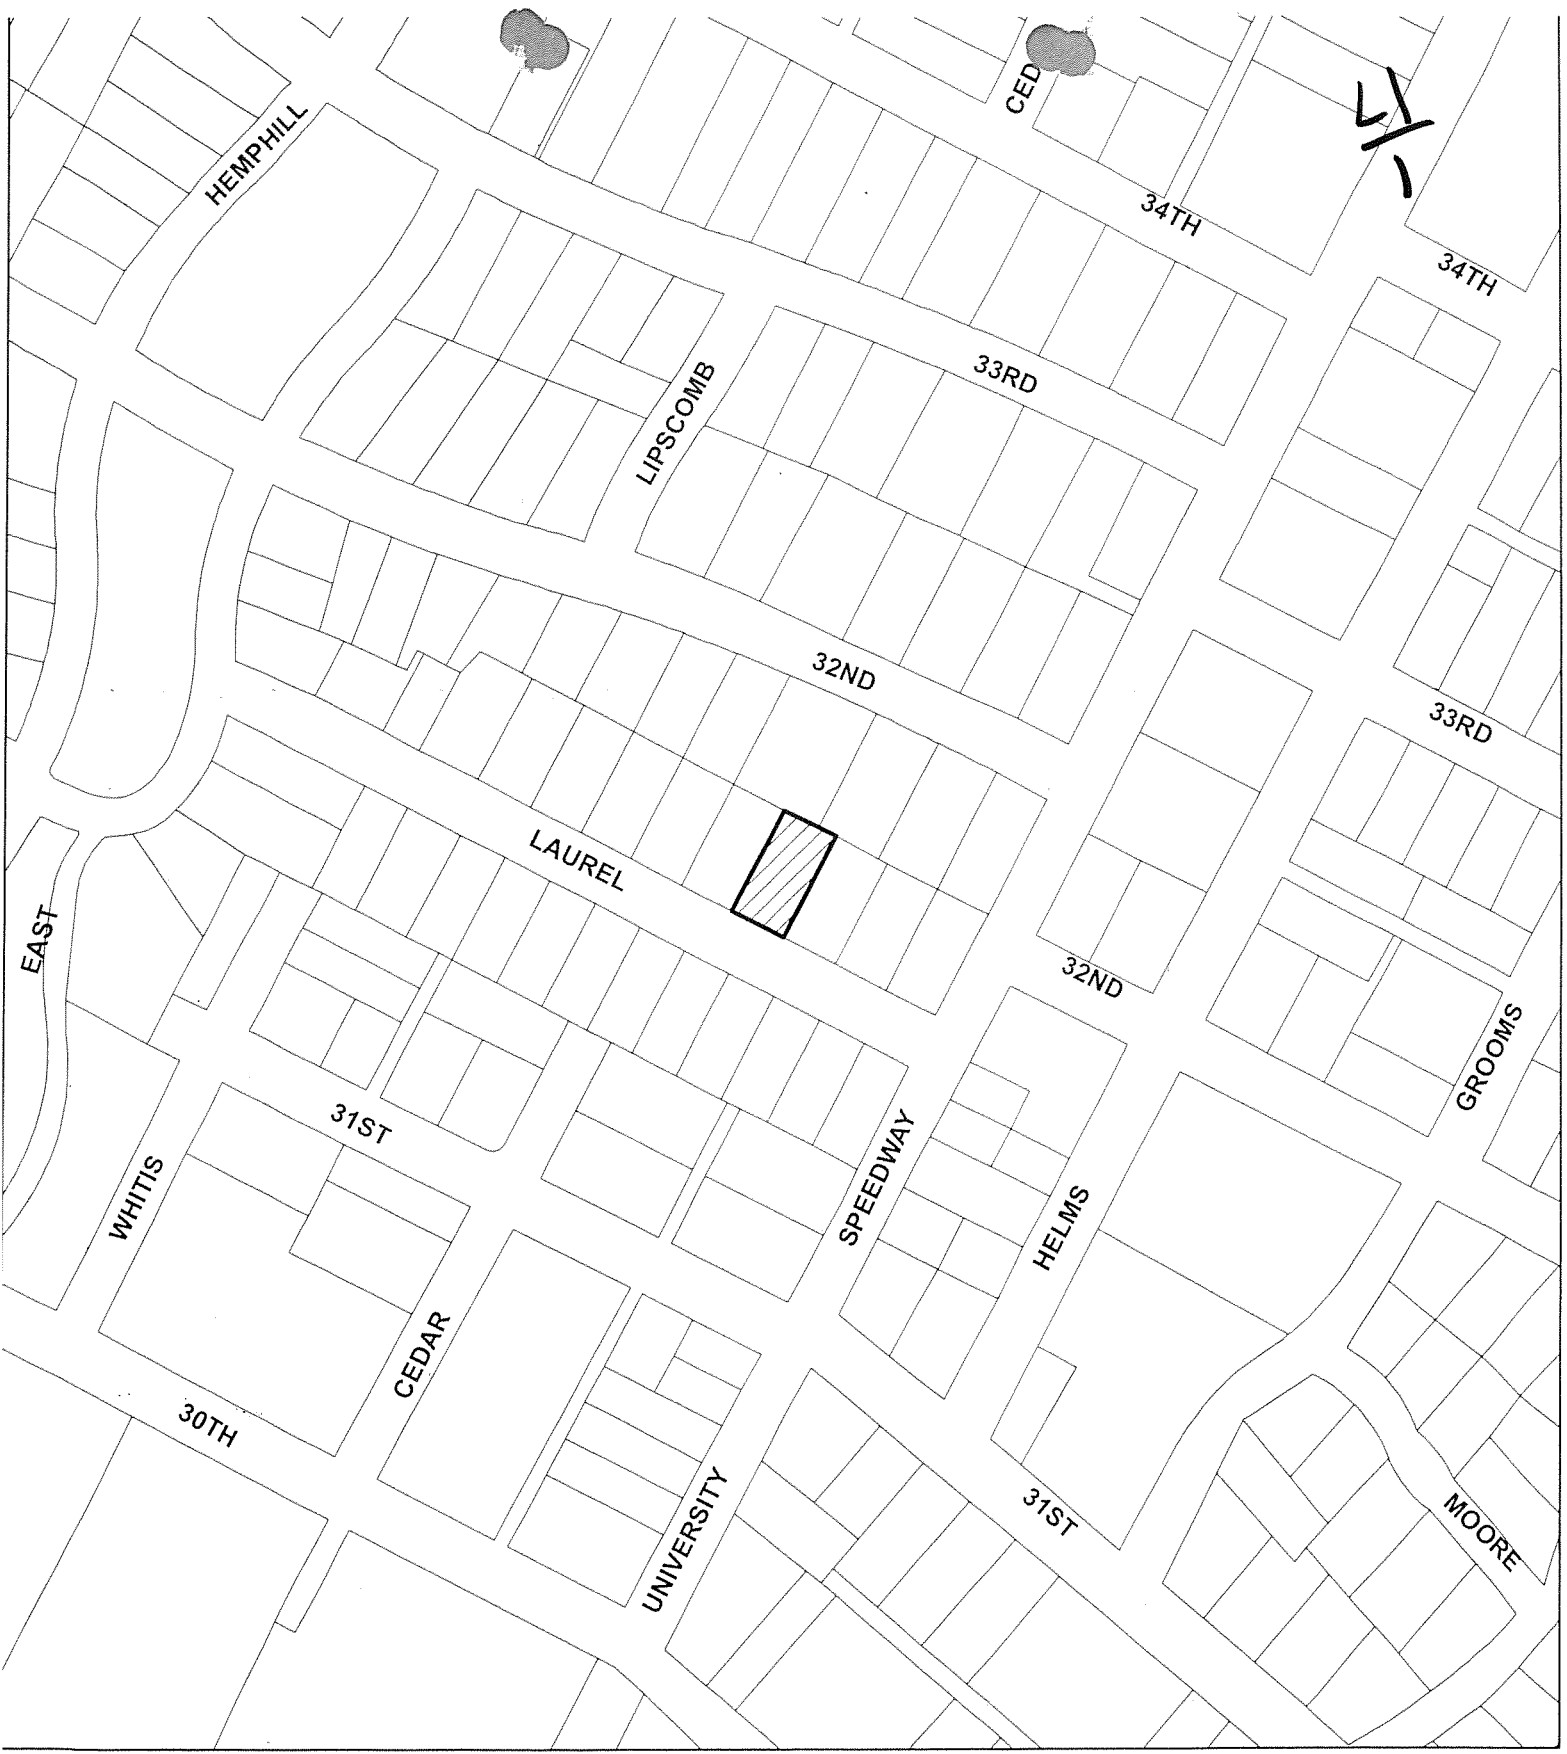 CED
HEMPHILL
34TH
34TH
33RD
LIPSCOMB
32ND
33RD
LAUREL
EAST
32ND
GROOMS
31ST
SPEEDWAY
WHITIS
HELMS
CEDAR
30TH
UNIVERSITY
31ST
MOORE